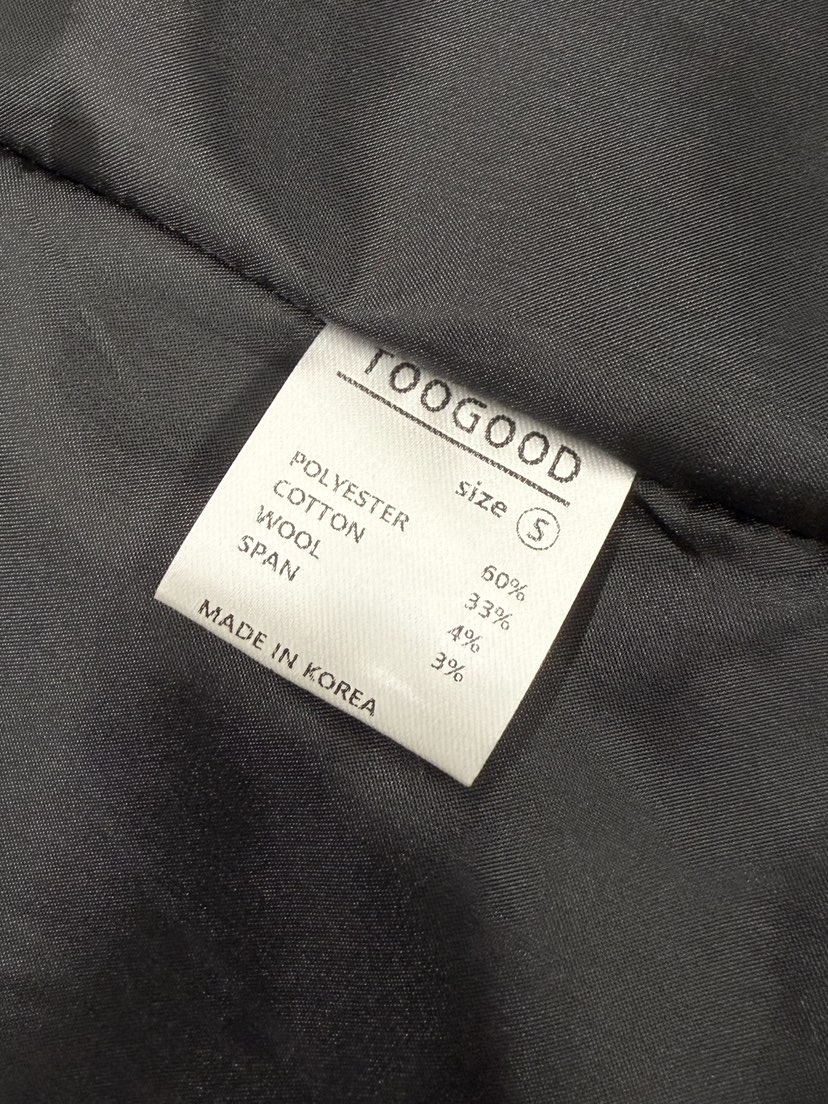 TOOGOOD
size S
POLYESTER 60%
COTTON 33%
WOOL 4%
SPAN 3%
MADE IN KOREA